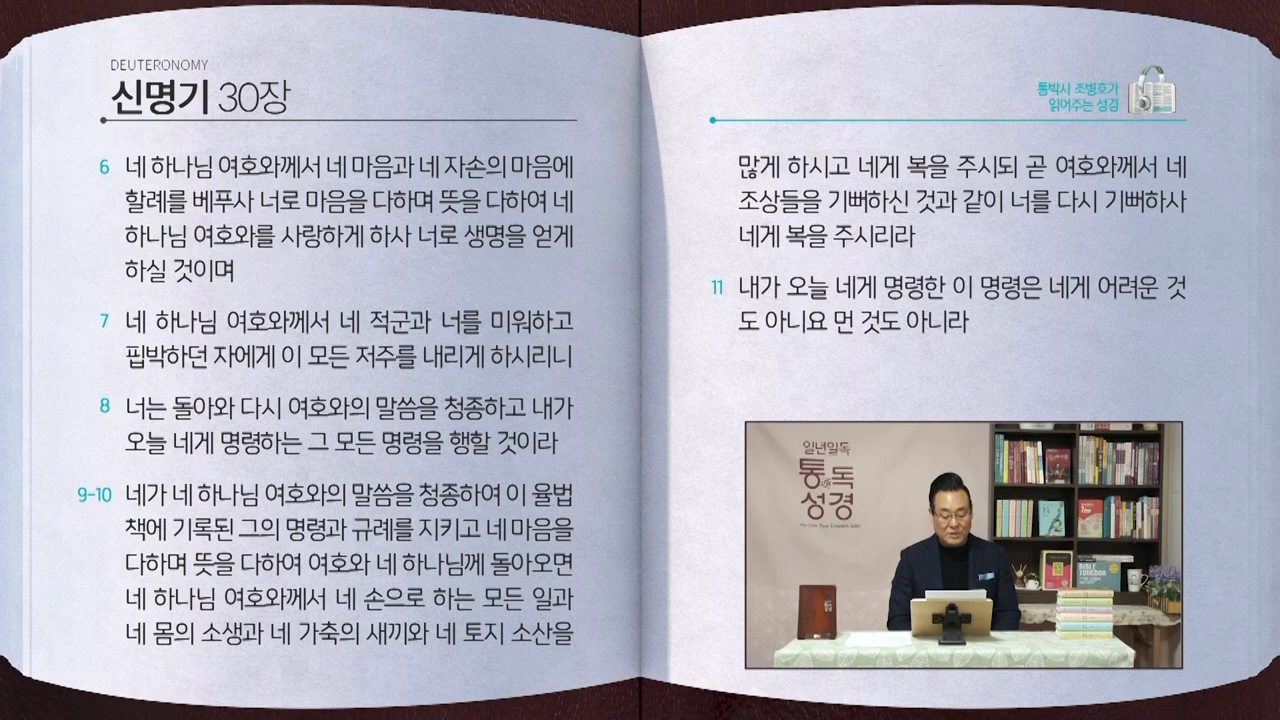 DEUTERONOMY
신명기 30장
6 네 하나님 여호와께서 네 마음과 네 자손의 마음에
할례를 베푸사 너로 마음을 다하며 뜻을 다하여 네
하나님 여호와를 사랑하게 하사 너로 생명을 얻게
하실 것이며
7 네 하나님 여호와께서 네 적군과 너를 미워하고
핍박하던 자에게 이 모든 저주를 내리게 하시리니
8 너는 돌아와 다시 여호와의 말씀을 청종하고 내가
오늘 네게 명령하는 그 모든 명령을 행할 것이라
9-10 네가 네 하나님 여호와의 말씀을 청종하여 이 율법
책에 기록된 그의 명령과 규례를 지키고 네 마음을
다하며 뜻을 다하여 여호와 네 하나님께 돌아오면
네 하나님 여호와께서 네 손으로 하는 모든 일과
네 몸의 소생과 네 가축의 새끼와 네 토지 소산을
통박사 조병호가
읽어주는 성경
많게 하시고 네게 복을 주시되 곧 여호와께서 네
조상들을 기뻐하신 것과 같이 너를 다시 기뻐하사
네게 복을 주시리라
11 내가 오늘 네게 명령한 이 명령은 네게 어려운 것
도 아니요 먼 것도 아니라
일년일독
통독
성경
The One Year Tongdok Bible
BIBLE
TONGDOK